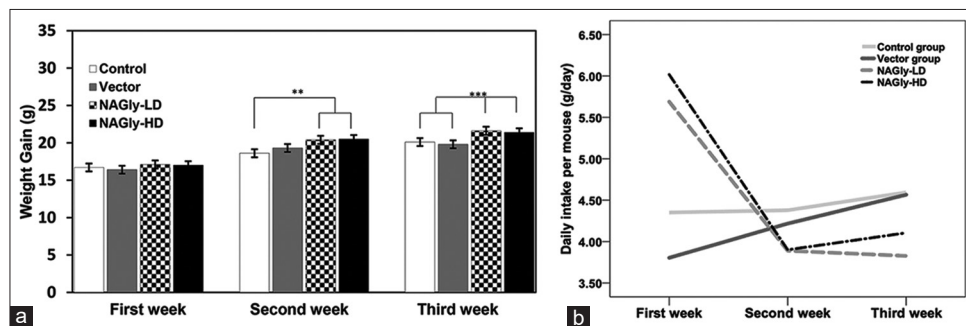 35
30
25
20
15
10
5
0
Weight Gain (g)
Control
Vector
NAGly-LD
NAGly-HD
**
***
First week
Second week
Third week
a
6.50
6.00
5.50
5.00
4.50
4.00
3.50
Daily intake per mouse (g/day)
Control group
Vector group
NAGly-LD
NAGly-HD
First week
Second week
Third week
b